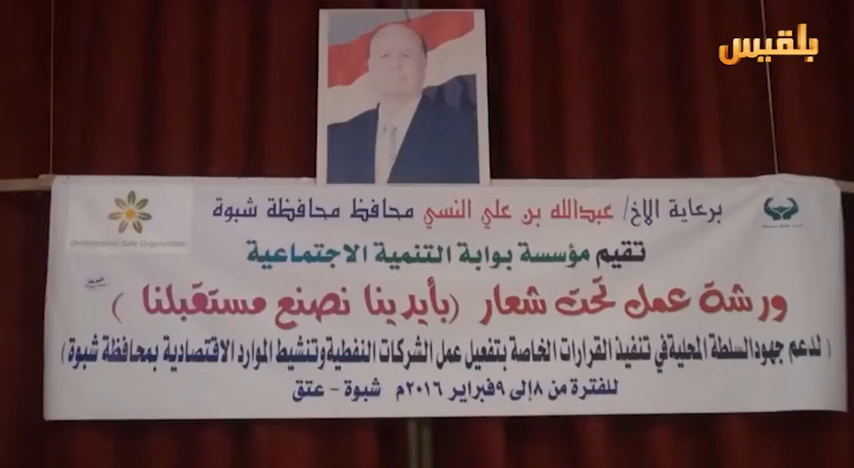 بلقيس
برعاية الاخ/ عبدالله بن علي النسي محافظ محافظة شبوة
تقيم مؤسسة بوابة التنمية الاجتماعية
ورشة عمل تحت شعار (بأيدينا نصنع مستقبلنا )
( لدعم جهود السلطة المحلية في تنفيذ القرارات الخاصة بتفعيل عمل الشركات النفطية وتنشيط الموارد الاقتصادية بمحافظة شبوة )
للفترة من ٨ إلى ٩ فبراير ٢٠١٦م شبوة - عتق